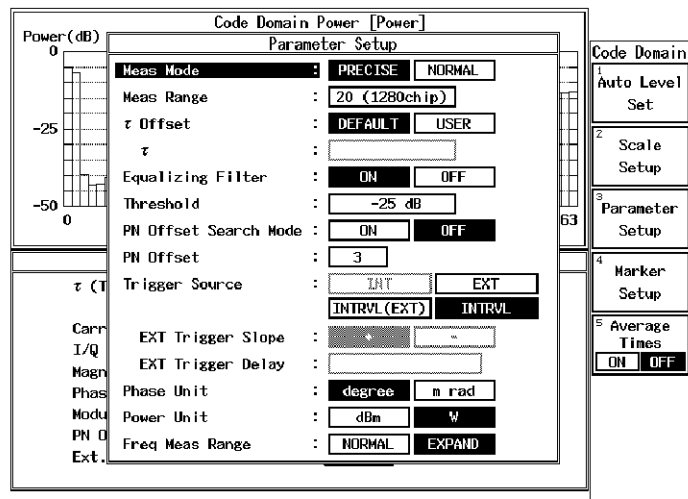 Code Domain Power [Power]
Power(dB)
0
-25
-50
0
63
Parameter Setup
Meas Mode : PRECISE NORMAL
Meas Range : 20 (1280chip)
τ Offset : DEFAULT USER
τ :
Equalizing Filter : ON OFF
Threshold : -25 dB
PN Offset Search Mode : ON OFF
PN Offset : 3
Trigger Source : INT EXT
INTRVL(EXT) INTRVL
EXT Trigger Slope : + -
EXT Trigger Delay :
Phase Unit : degree m rad
Power Unit : dBm W
Freq Meas Range : NORMAL EXPAND
τ (T
Carr
I/Q
Magn
Phas
Modu
PN O
Ext.
Code Domain
1
Auto Level
Set
2
Scale
Setup
3
Parameter
Setup
4
Marker
Setup
5
Average
Times
ON OFF